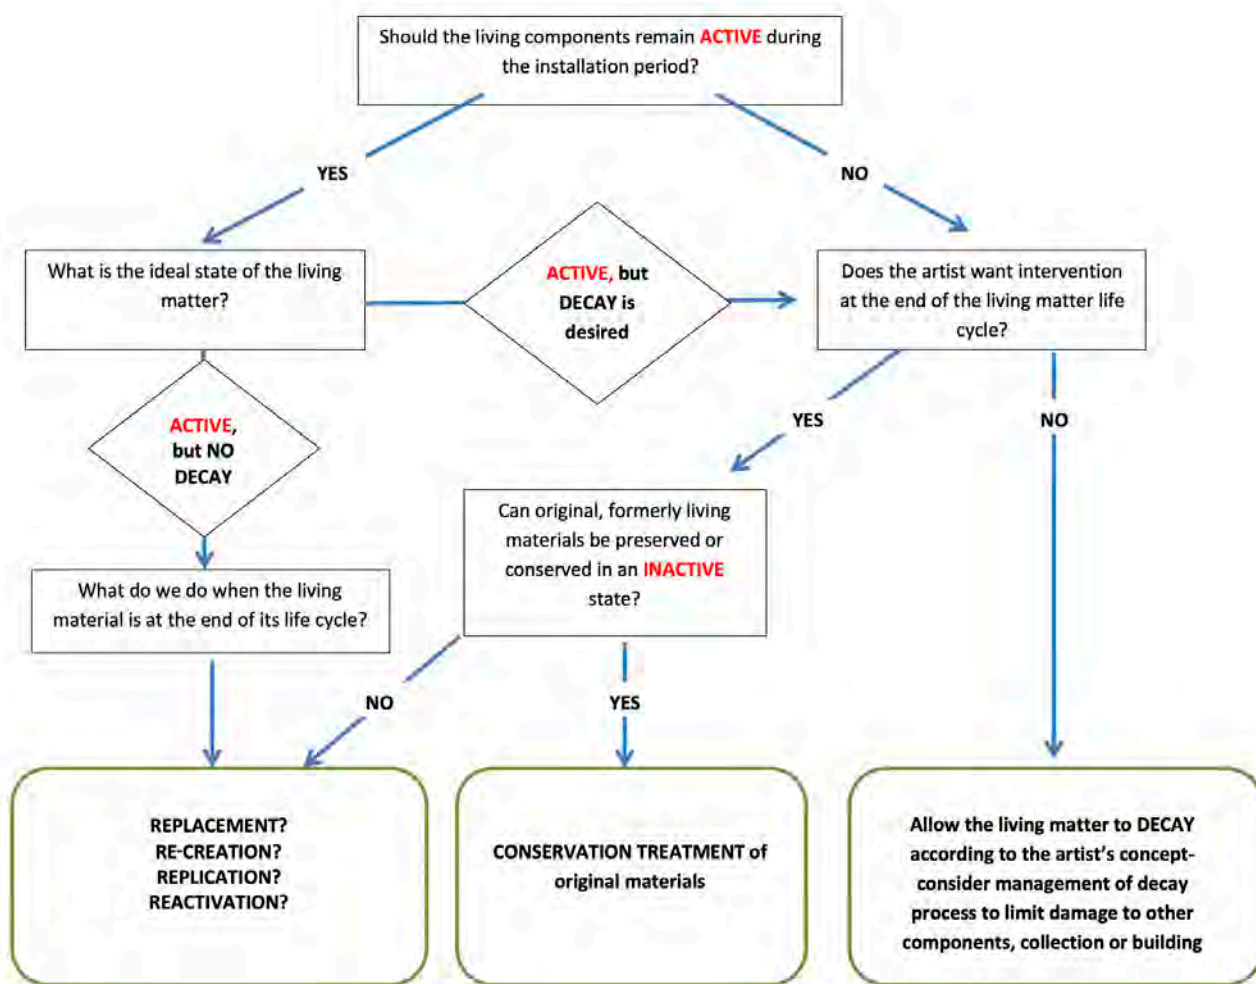 Should the living components remain ACTIVE during
the installation period?
YES
NO
What is the ideal state of the living
matter?
ACTIVE, but
DECAY is
desired
Does the artist want intervention
at the end of the living matter life
cycle?
ACTIVE,
but NO
DECAY
YES
NO
Can original, formerly living
materials be preserved or
conserved in an INACTIVE
state?
What do we do when the living
material is at the end of its life cycle?
NO
YES
REPLACEMENT?
RE-CREATION?
REPLICATION?
REACTIVATION?
CONSERVATION TREATMENT of
original materials
Allow the living matter to DECAY
according to the artist’s concept-
consider management of decay
process to limit damage to other
components, collection or building